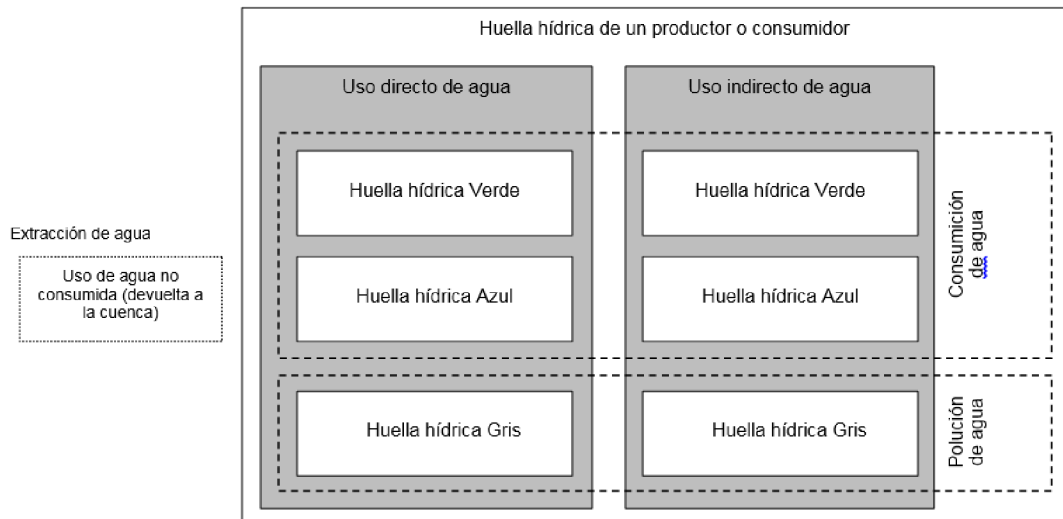 Huella hídrica de un productor o consumidor
Uso directo de agua
Uso indirecto de agua
Huella hídrica Verde
Huella hídrica Verde
Extracción de agua
Uso de agua no
consumida (devuelta a
la cuenca)
Huella hídrica Azul
Huella hídrica Azul
Consumición
de agua
Huella hídrica Gris
Huella hídrica Gris
Polución
de agua